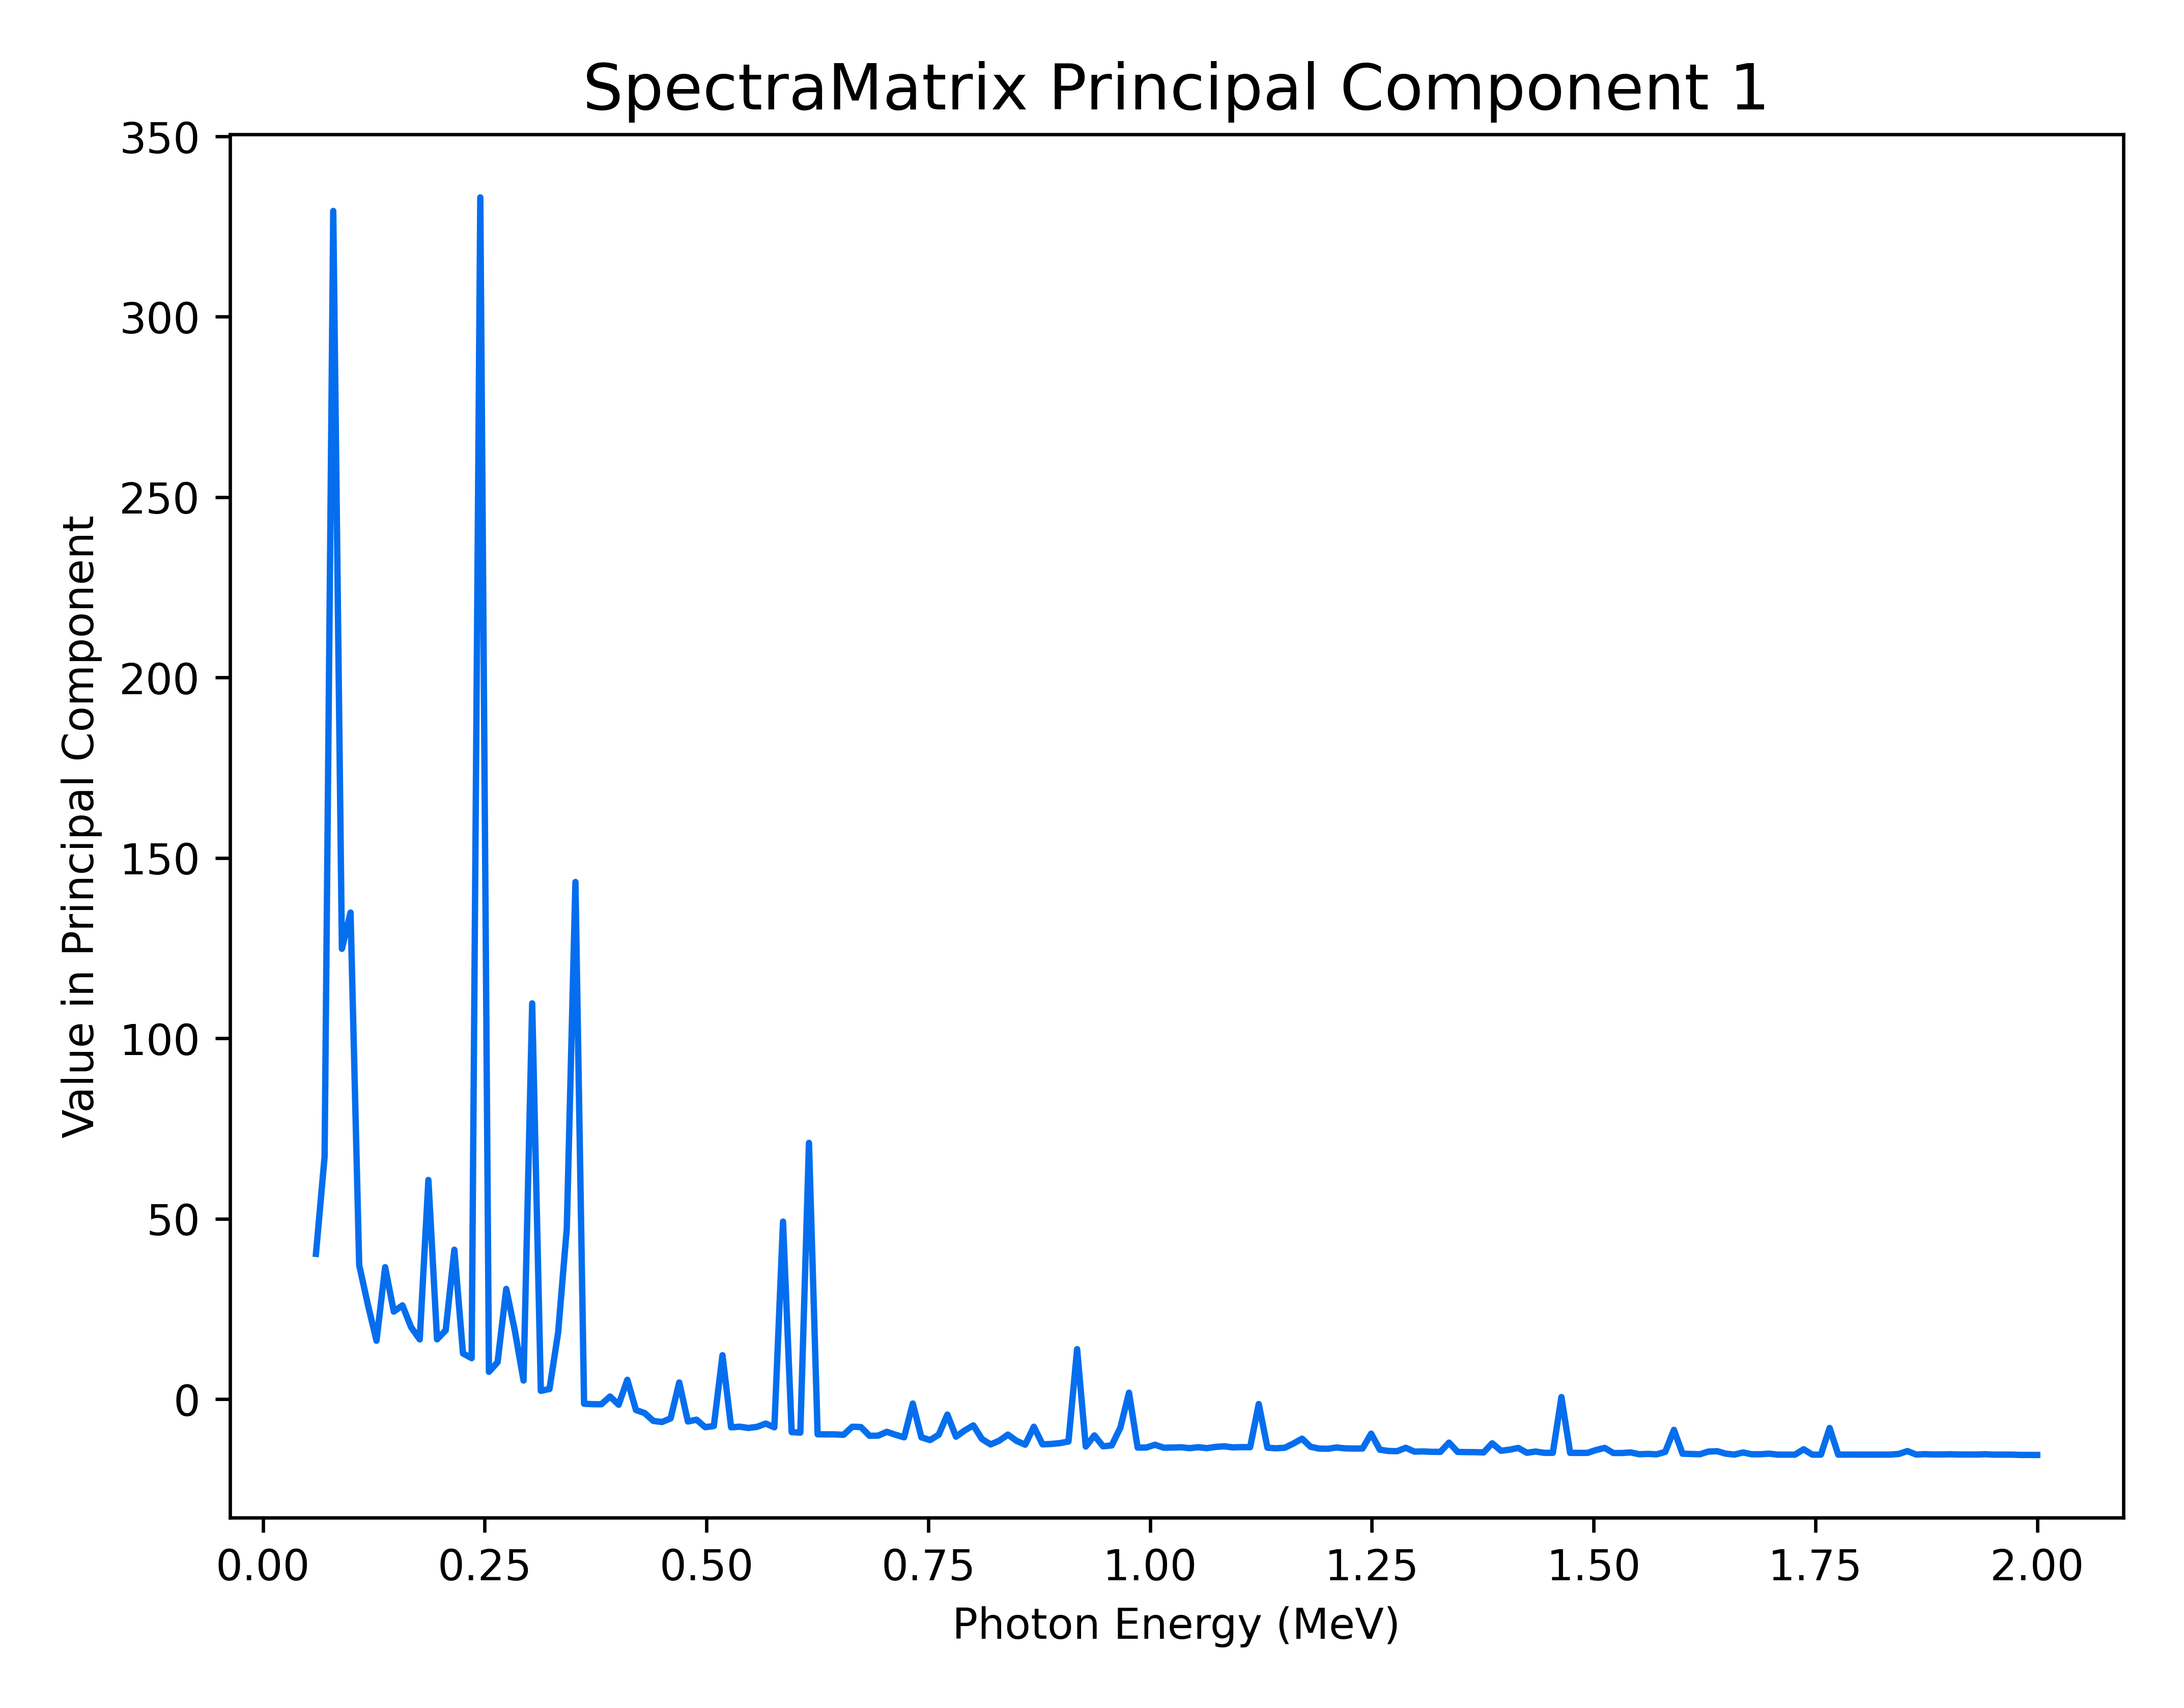 SpectraMatrix Principal Component 1
350
300
250
200
150
100
50
0
Value in Principal Component
0.00 0.25 0.50 0.75 1.00 1.25 1.50 1.75 2.00
Photon Energy (MeV)